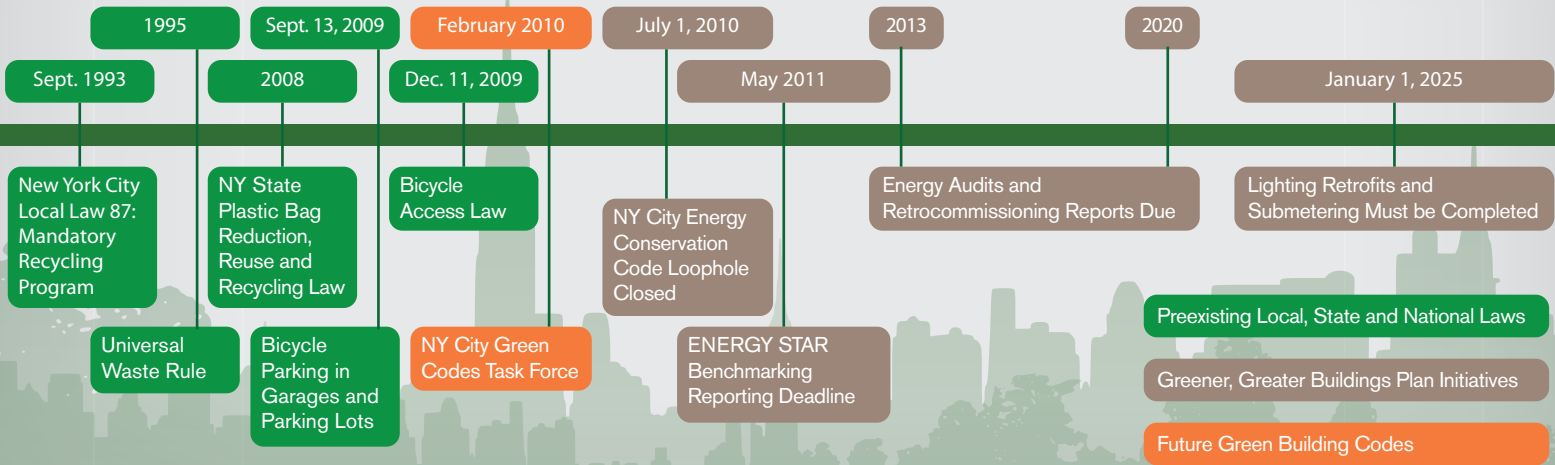 1995
Sept. 13, 2009
February 2010
July 1, 2010
2013
2020
Sept. 1993
2008
Dec. 11, 2009
May 2011
January 1, 2025
New York City
Local Law 87:
Mandatory
Recycling
Program
NY State
Plastic Bag
Reduction,
Reuse and
Recycling Law
Bicycle
Access Law
NY City Energy
Conservation
Code Loophole
Closed
Energy Audits and
Retrocommissioning Reports Due
Lighting Retrofits and
Submetering Must be Completed
Universal
Waste Rule
Bicycle
Parking in
Garages and
Parking Lots
NY City Green
Codes Task Force
ENERGY STAR
Benchmarking
Reporting Deadline
Preexisting Local, State and National Laws
Greener, Greater Buildings Plan Initiatives
Future Green Building Codes